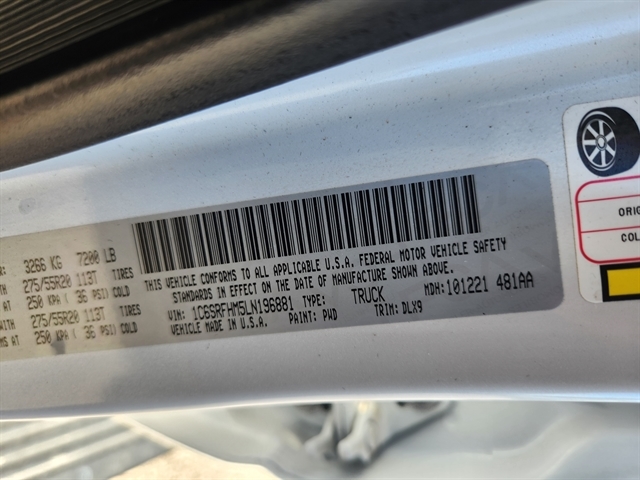 3266 KG 7200 LB
275/55R20 113T TIRES
AT 250 KPA ( 36 PSI) COLD
275/55R20 113T TIRES
AT 250 KPA ( 36 PSI) COLD
THIS VEHICLE CONFORMS TO ALL APPLICABLE U.S.A. FEDERAL MOTOR VEHICLE SAFETY
STANDARDS IN EFFECT ON THE DATE OF MANUFACTURE SHOWN ABOVE.
VIN: 1C6SRFHM5LN196881 TYPE: TRUCK MDH: 101221 481AA
MADE IN U.S.A. PAINT: PWD TRIM: DLX9
ORIG
COL